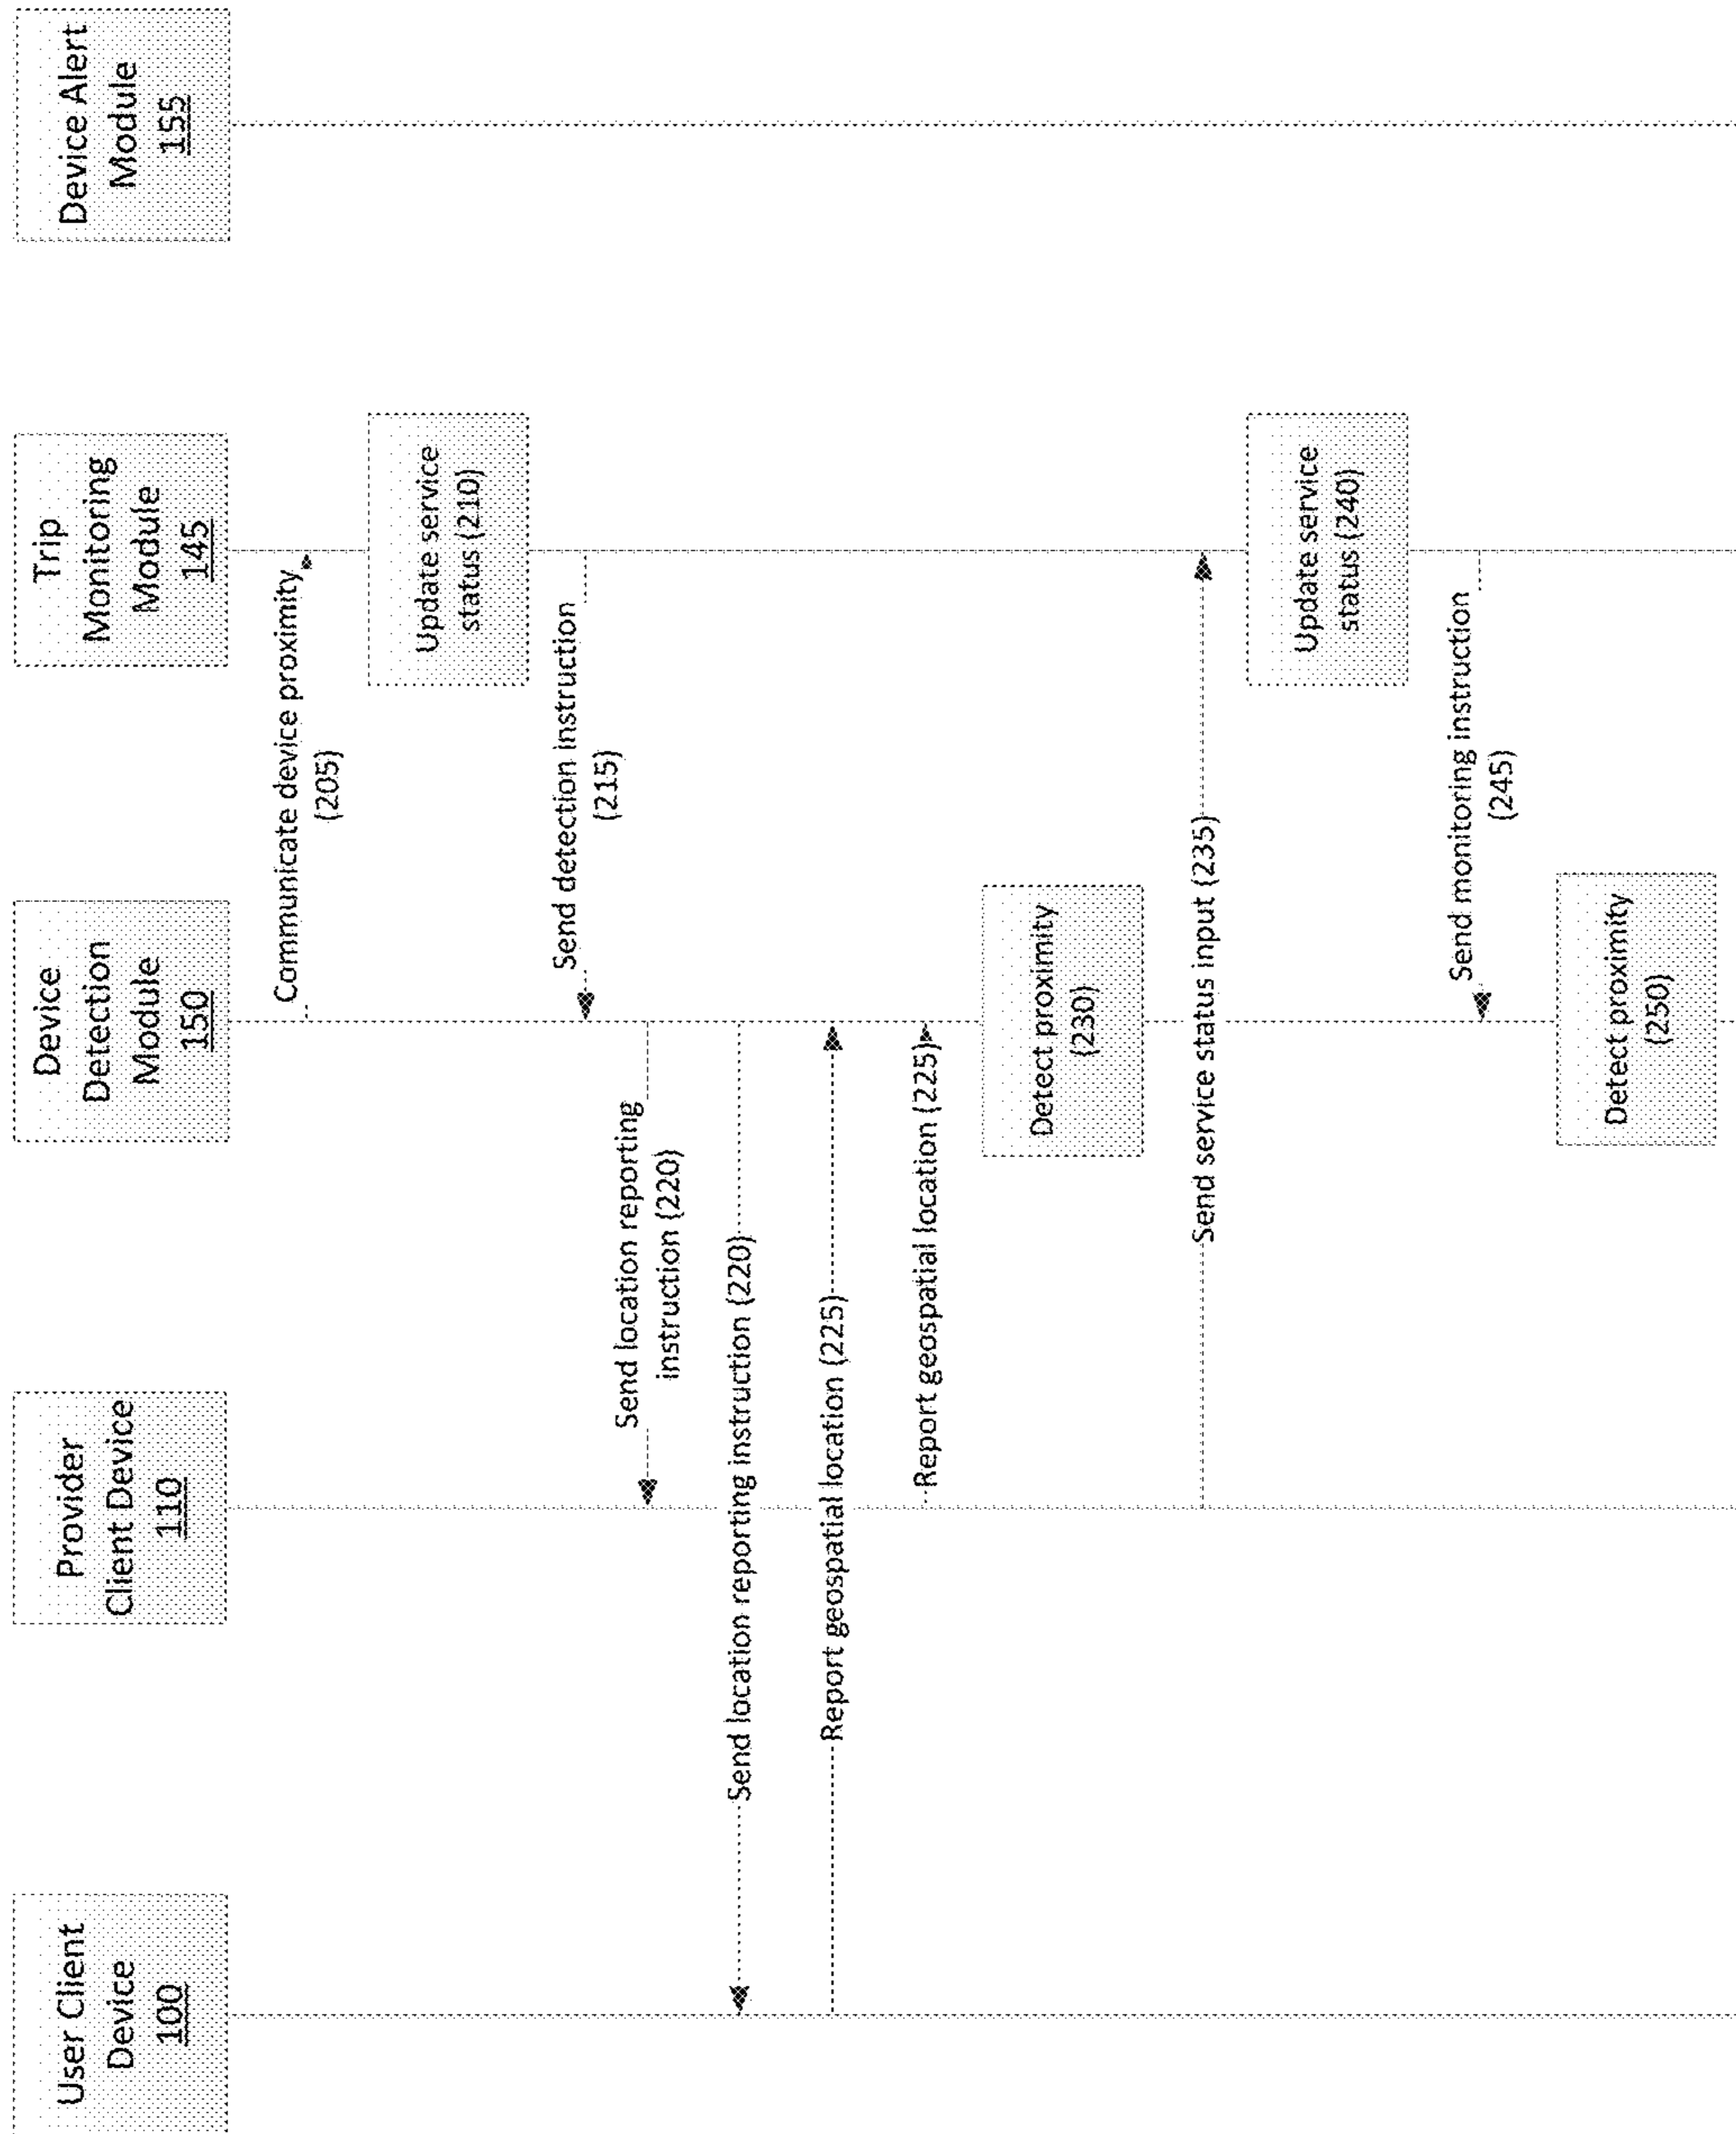 User Client
Device
100
Provider
Client Device
110
Device
Detection
Module
150
Trip
Monitoring
Module
145
Device Alert
Module
155
Communicate device proximity
(205)
Update service
status (210)
Send detection instruction
(215)
Send location reporting
instruction (220)
Send location reporting instruction (220)
Report geospatial location (225)
Report geospatial location (225)
Detect proximity
(230)
Send service status input (235)
Update service
status (240)
Send monitoring instruction
(245)
Detect proximity
(250)